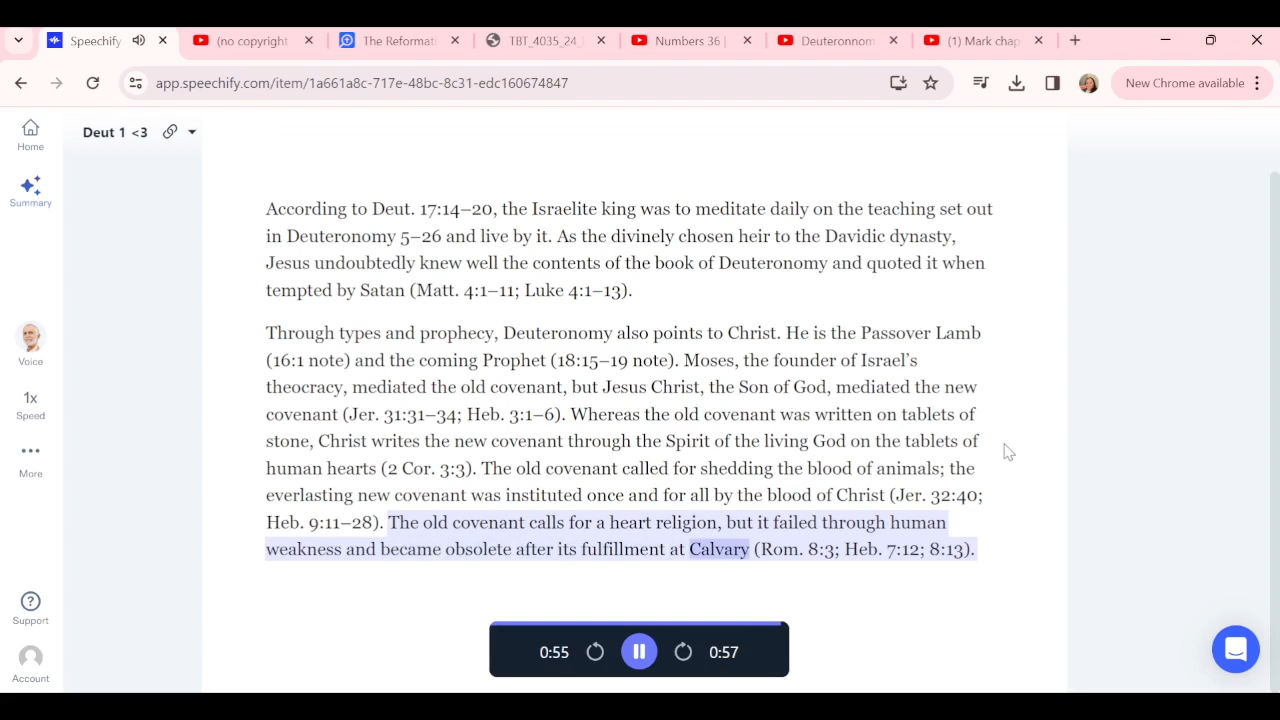 Speechify
(no copyright
The Reformati
TBT_4035_24_
Numbers 36 |
Deuteronnom
(1) Mark chap
app.speechify.com/item/1a661a8c-717e-48bc-8c31-edc160674847
New Chrome available
Home
Summary
Voice
1x
Speed
More
Support
Account
Deut 1 <3
According to Deut. 17:14–20, the Israelite king was to meditate daily on the teaching set out
in Deuteronomy 5–26 and live by it. As the divinely chosen heir to the Davidic dynasty,
Jesus undoubtedly knew well the contents of the book of Deuteronomy and quoted it when
tempted by Satan (Matt. 4:1–11; Luke 4:1–13).
Through types and prophecy, Deuteronomy also points to Christ. He is the Passover Lamb
(16:1 note) and the coming Prophet (18:15–19 note). Moses, the founder of Israel’s
theocracy, mediated the old covenant, but Jesus Christ, the Son of God, mediated the new
covenant (Jer. 31:31–34; Heb. 3:1–6). Whereas the old covenant was written on tablets of
stone, Christ writes the new covenant through the Spirit of the living God on the tablets of
human hearts (2 Cor. 3:3). The old covenant called for shedding the blood of animals; the
everlasting new covenant was instituted once and for all by the blood of Christ (Jer. 32:40;
Heb. 9:11–28). The old covenant calls for a heart religion, but it failed through human
weakness and became obsolete after its fulfillment at Calvary (Rom. 8:3; Heb. 7:12; 8:13).
0:55
0:57